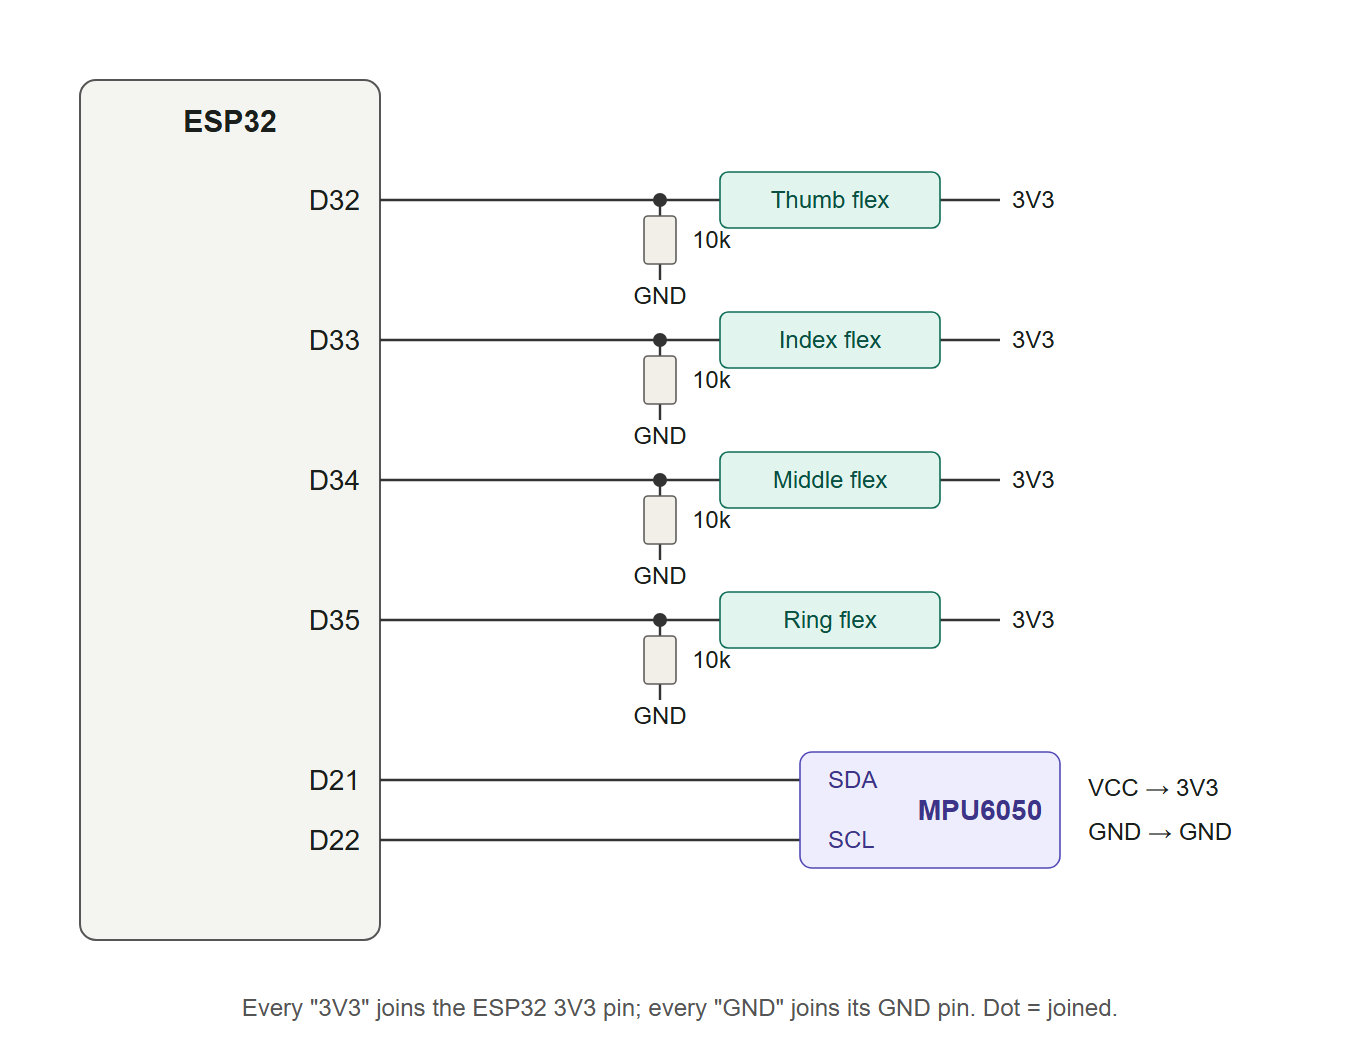 ESP32
D32
Thumb flex
3V3
10k
GND
D33
Index flex
3V3
10k
GND
D34
Middle flex
3V3
10k
GND
D35
Ring flex
3V3
10k
GND
D21
SDA
MPU6050
VCC → 3V3
D22
SCL
GND → GND
Every "3V3" joins the ESP32 3V3 pin; every "GND" joins its GND pin. Dot = joined.